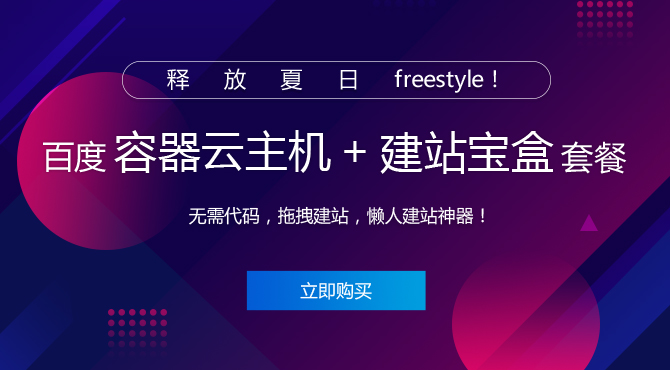 释放夏日 freestyle！
百度 容器云主机 + 建站宝盒 套餐
无需代码，拖拽建站，懒人建站神器！
立即购买